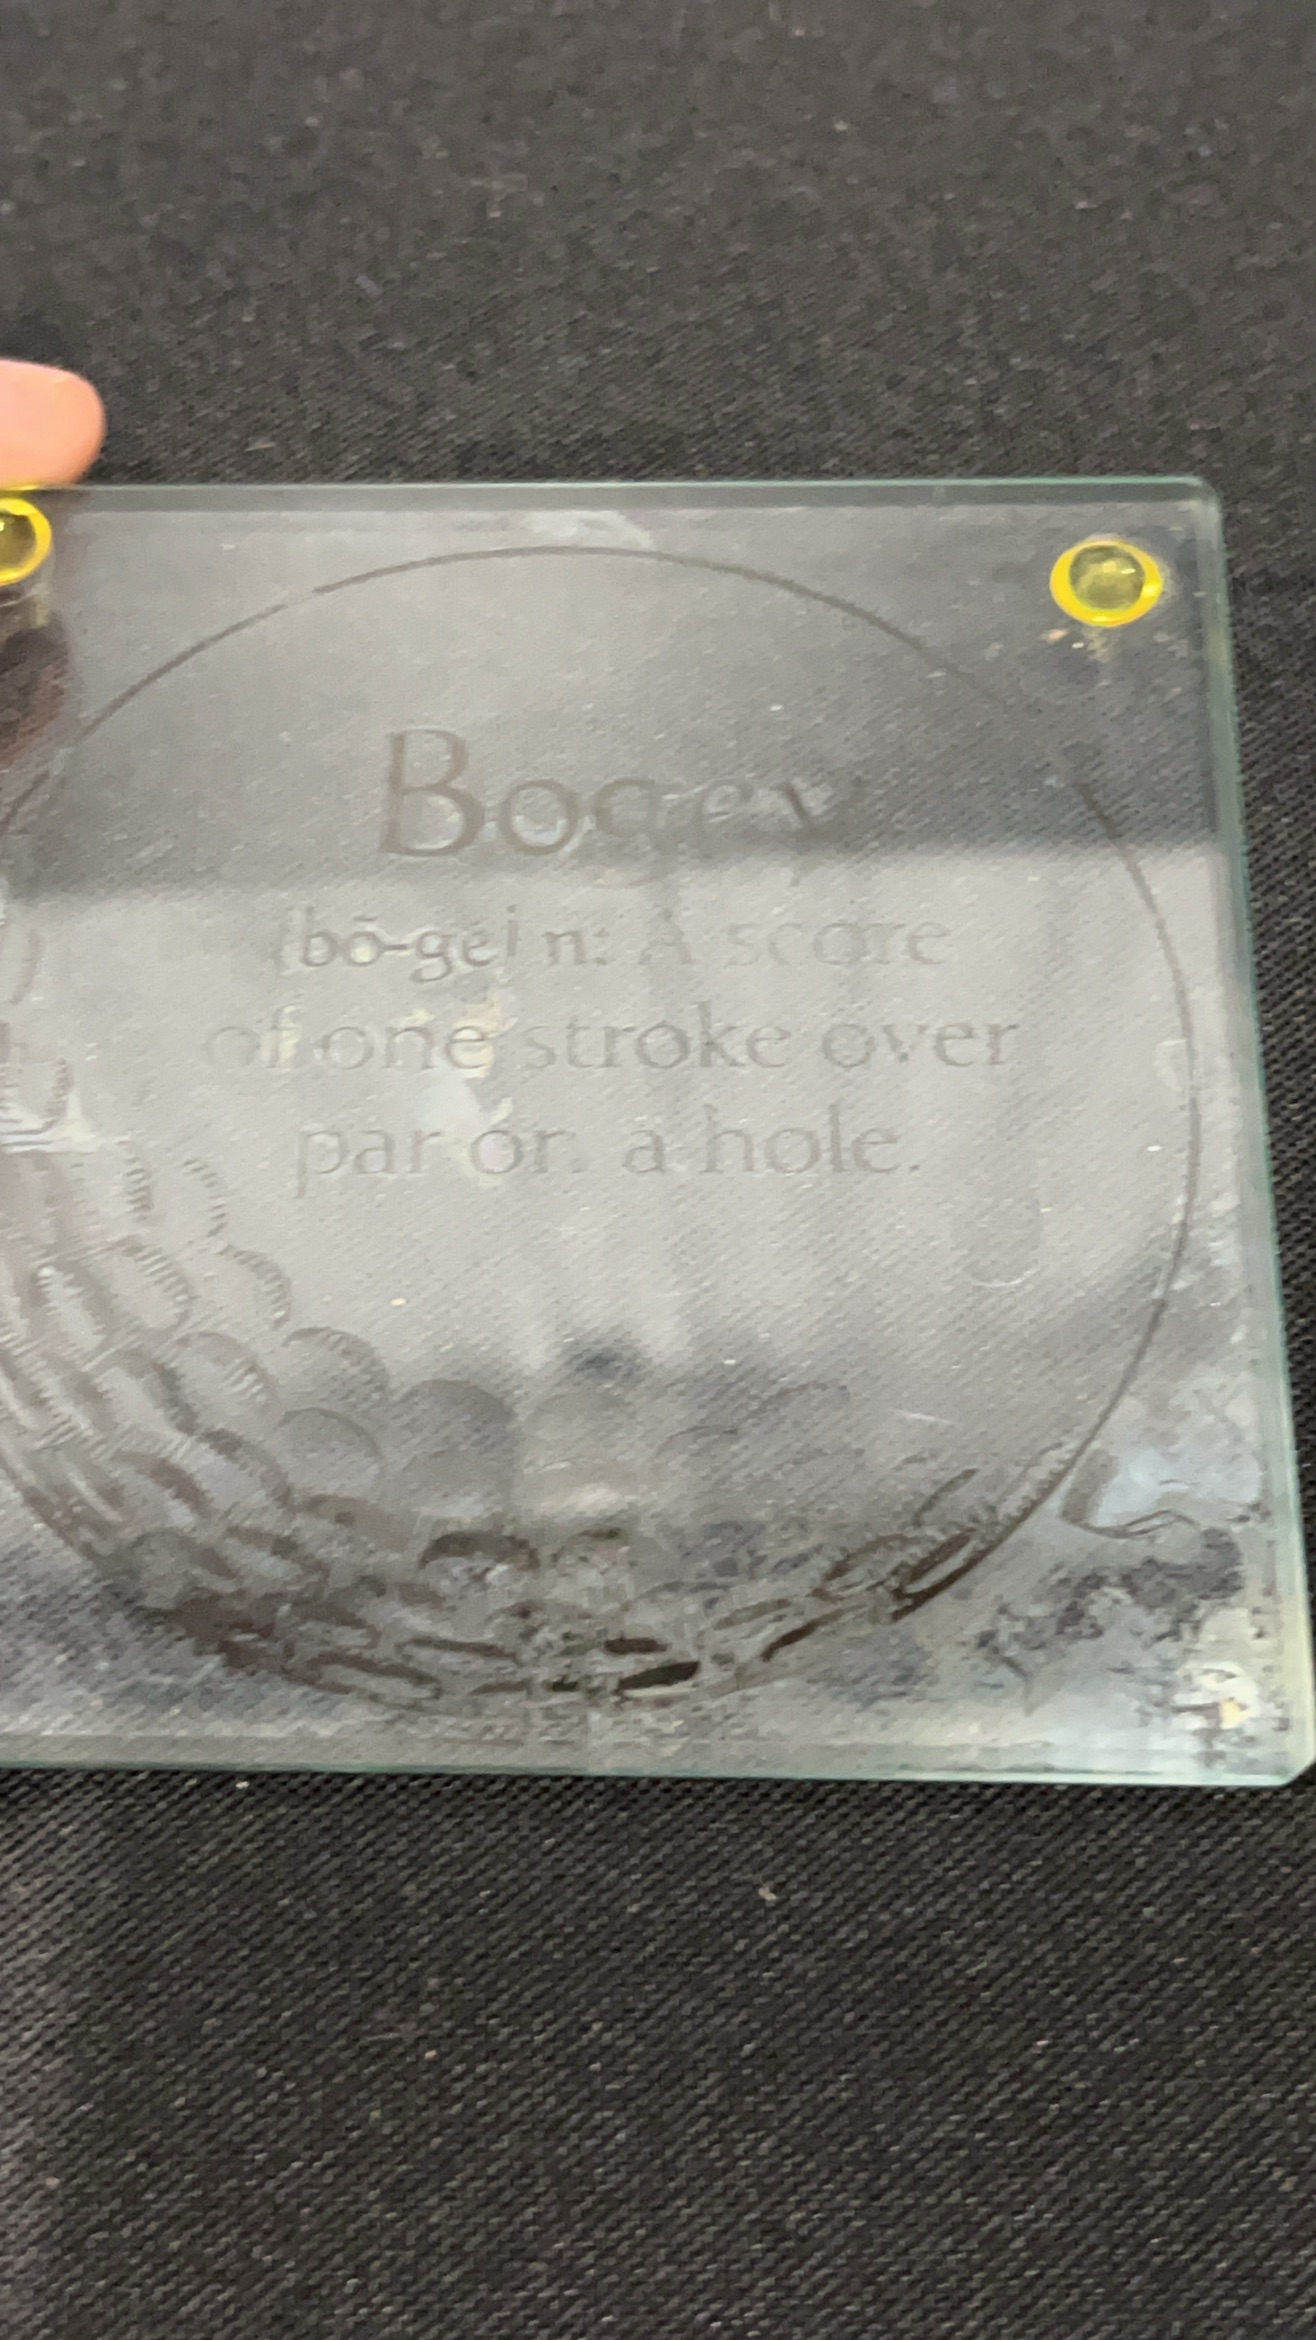 Bogey
[bō-ge] n: A score
of one stroke over
par on a hole.